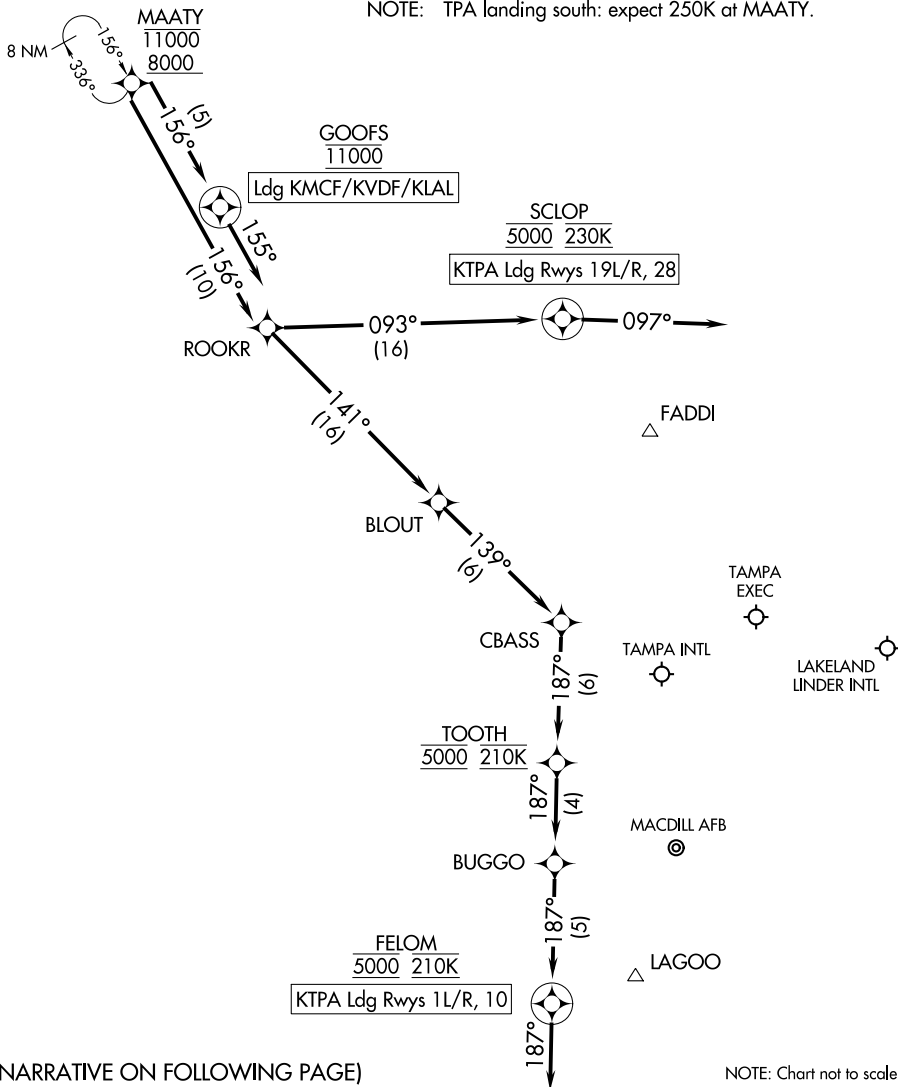 NOTE: TPA landing south: expect 250K at MAATY.
MAATY
11000
8000
8 NM
156°
336°
(5)
156°
GOOFS
11000
Ldg KMCF/KVDF/KLAL
155°
156°
(10)
SCLOP
5000 230K
KTPA Ldg Rwys 19L/R, 28
ROOKR
093°
(16)
097°
141°
(16)
FADDI
BLOUT
139°
(6)
TAMPA
EXEC
CBASS
TAMPA INTL
LAKELAND
LINDER INTL
187°
(6)
TOOTH
5000 210K
187°
(4)
MACDILL AFB
BUGGO
187°
(5)
FELOM
5000 210K
KTPA Ldg Rwys 1L/R, 10
LAGOO
187°
NARRATIVE ON FOLLOWING PAGE)
NOTE: Chart not to scale